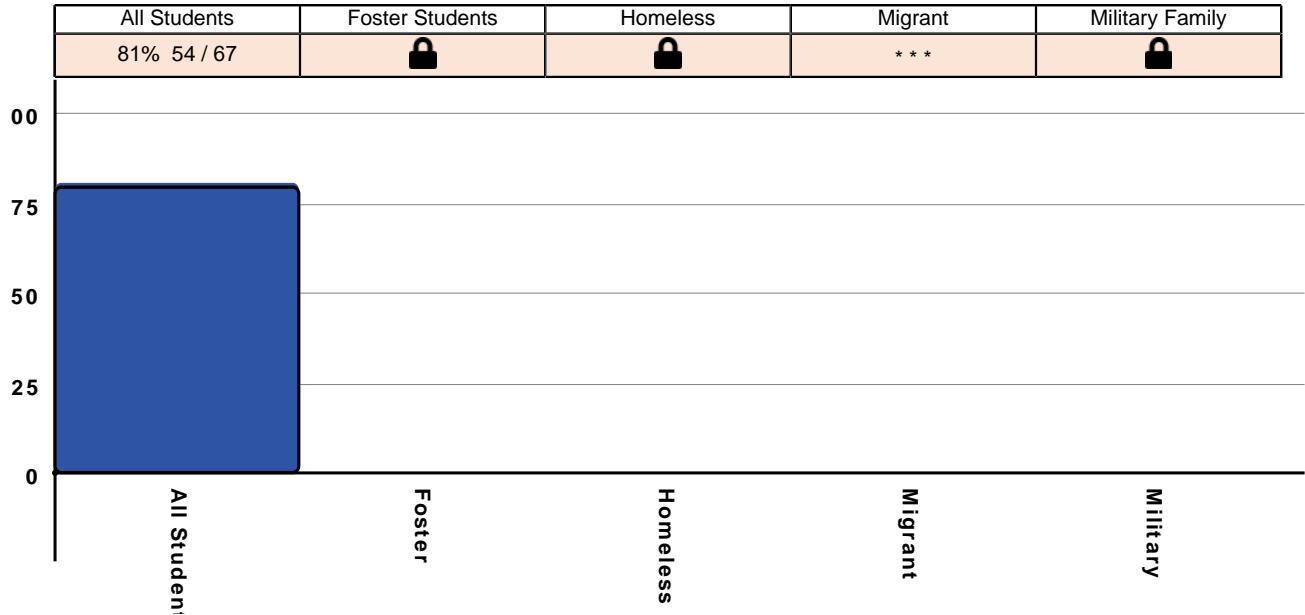 All Students Foster Students Homeless Migrant Military Family
81% 54 / 67 * * *
00
75
50
25
0
All Student
Foster
Homeless
Migrant
Military